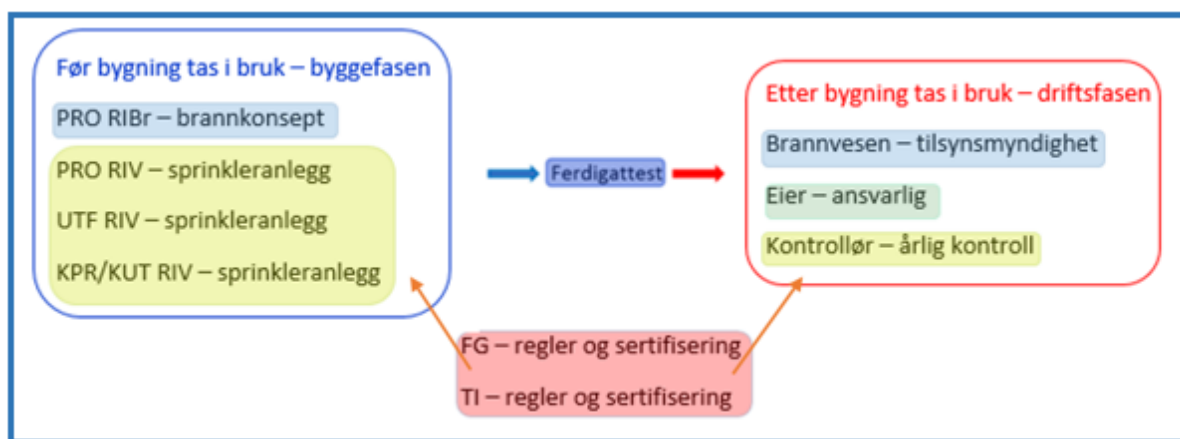 Før bygning tas i bruk – byggefasen
PRO RIBr – brannkonsept
PRO RIV – sprinkleranlegg
UTF RIV – sprinkleranlegg
KPR/KUT RIV – sprinkleranlegg
Ferdigattest
Etter bygning tas i bruk – driftsfasen
Brannvesen – tilsynsmyndighet
Eier – ansvarlig
Kontrollør – årlig kontroll
FG – regler og sertifisering
TI – regler og sertifisering